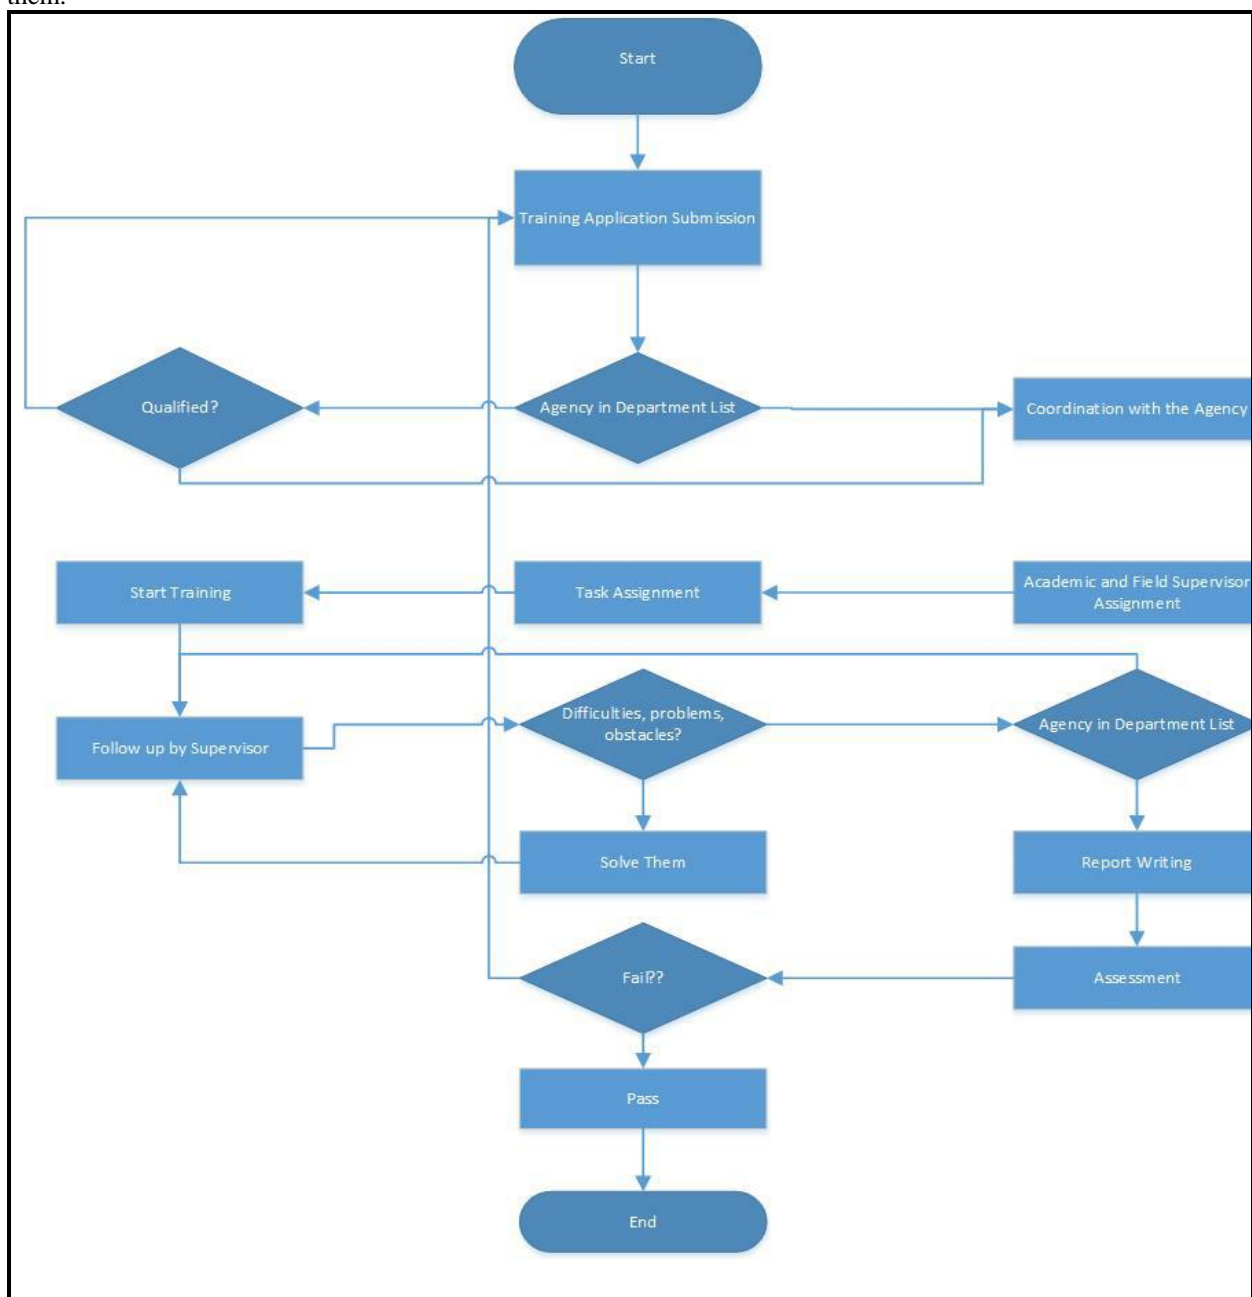 them.
Start
Training Application Submission
Qualified?
Agency in Department List
Coordination with the Agency
Start Training
Task Assignment
Academic and Field Supervisor
Assignment
Follow up by Supervisor
Difficulties, problems,
obstacles?
Agency in Department List
Solve Them
Report Writing
Fail??
Assessment
Pass
End